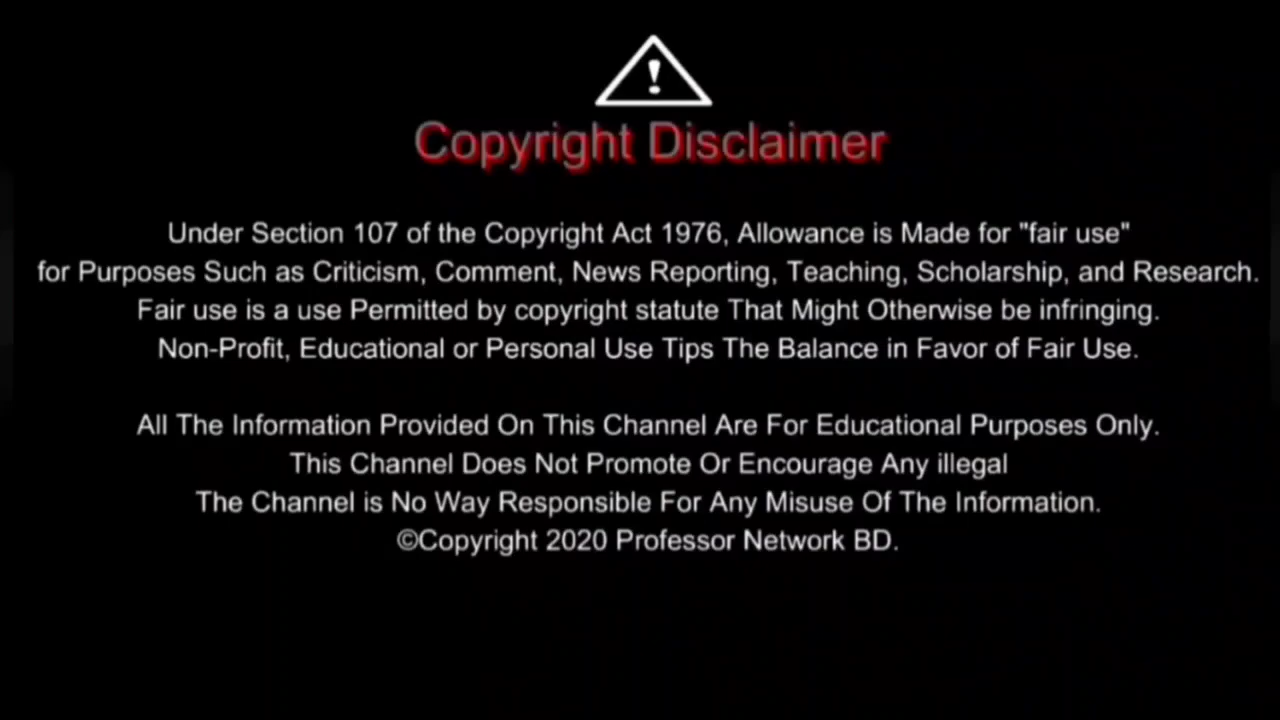 !
Copyright Disclaimer
Under Section 107 of the Copyright Act 1976, Allowance is Made for "fair use"
for Purposes Such as Criticism, Comment, News Reporting, Teaching, Scholarship, and Research.
Fair use is a use Permitted by copyright statute That Might Otherwise be infringing.
Non-Profit, Educational or Personal Use Tips The Balance in Favor of Fair Use.
All The Information Provided On This Channel Are For Educational Purposes Only.
This Channel Does Not Promote Or Encourage Any illegal
The Channel is No Way Responsible For Any Misuse Of The Information.
©Copyright 2020 Professor Network BD.